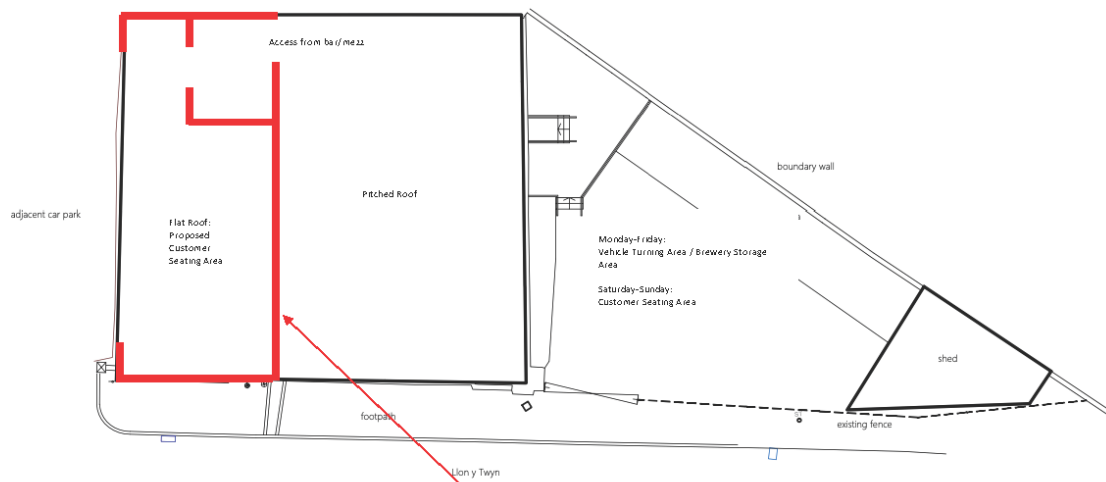 Access from bar/mezz
boundary wall
Pitched Roof
adjacent car park
Flat Roof:
Proposed
Customer
Seating Area
Monday-Friday:
Vehicle Turning Area / Brewery Storage
Area
Saturday-Sunday:
Customer Seating Area
shed
footpath
existing fence
Llon y Twyn